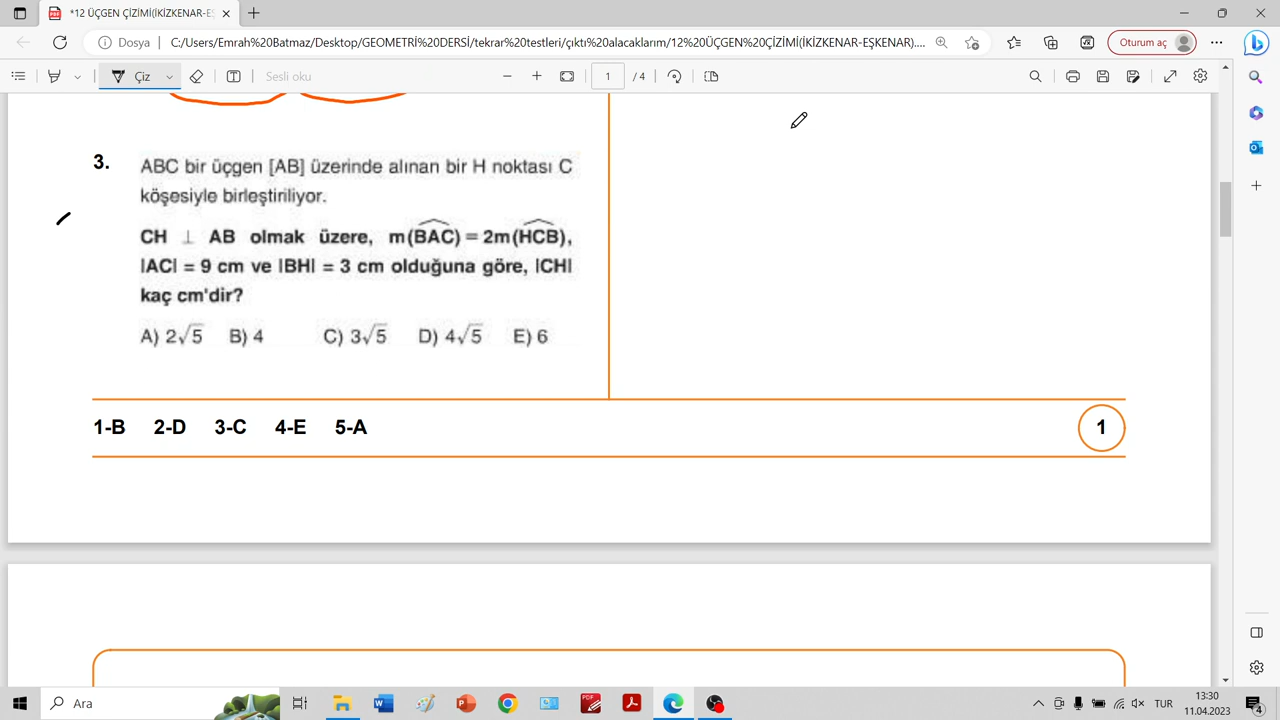 *12 ÜÇGEN ÇİZİMİ(İKİZKENAR-EŞ
Dosya
C:/Users/Emrah%20Batmaz/Desktop/GEOMETRİ%20DERSİ/tekrar%20testleri/çıktı%20alacaklarım/12%20ÜÇGEN%20ÇİZİMİ(İKİZKENAR-EŞKENAR)....
Oturum aç
Çiz
Sesli oku
1
/ 4
3.
ABC bir üçgen [AB] üzerinde alınan bir H noktası C
köşesiyle birleştiriliyor.
CH ⊥ AB olmak üzere, m(BAC) = 2m(HCB),
|AC| = 9 cm ve |BH| = 3 cm olduğuna göre, |CH|
kaç cm'dir?
A) 2√5 B) 4 C) 3√5 D) 4√5 E) 6
1-B 2-D 3-C 4-E 5-A
1
Ara
TUR
13:30
11.04.2023
4